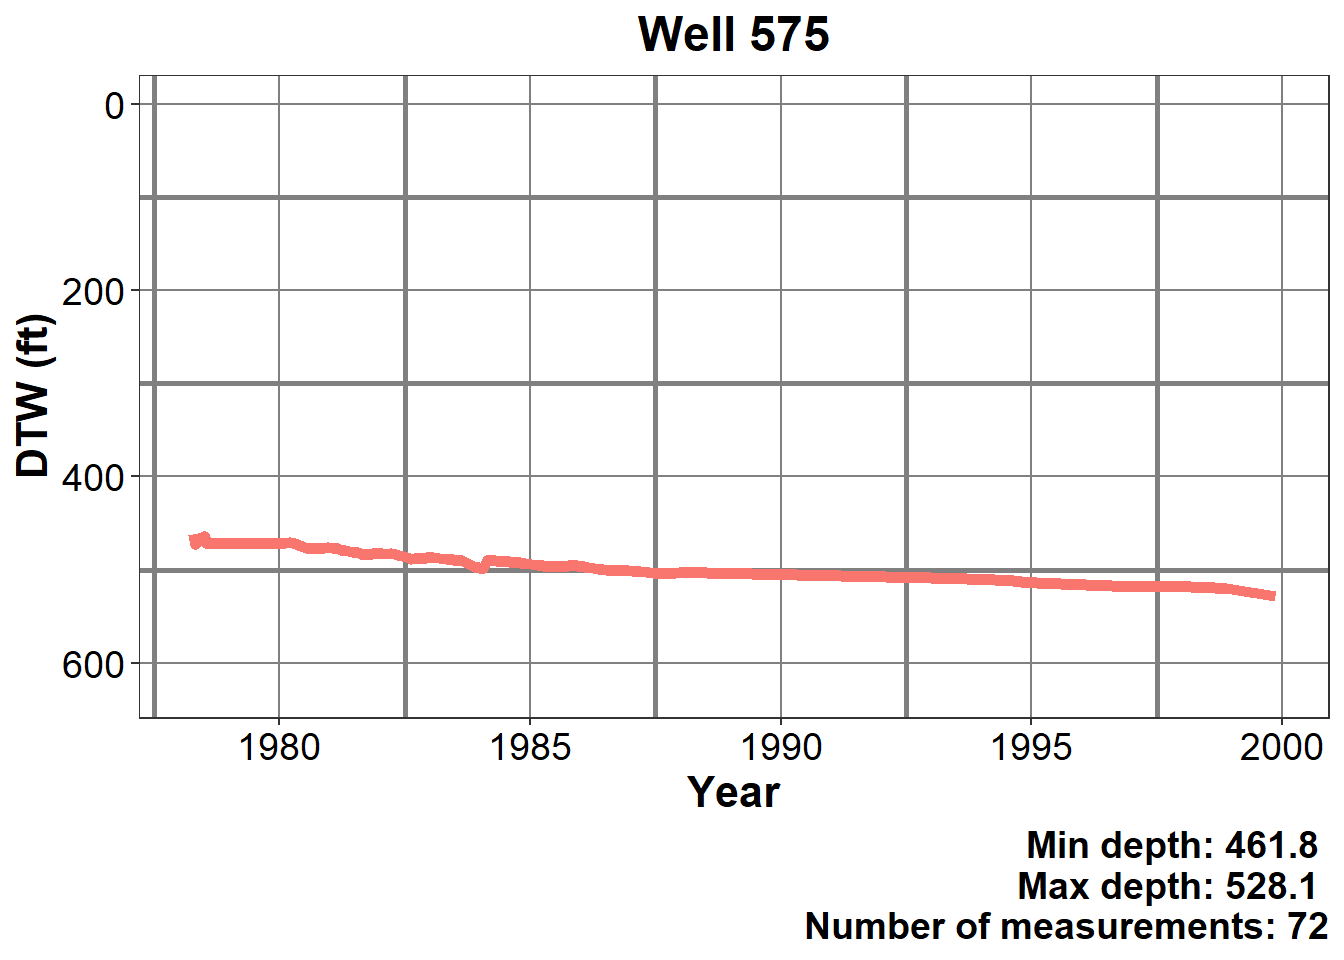 Well 575
0
200
400
600
DTW (ft)
1980 1985 1990 1995 2000
Year
Min depth: 461.8
Max depth: 528.1
Number of measurements: 72